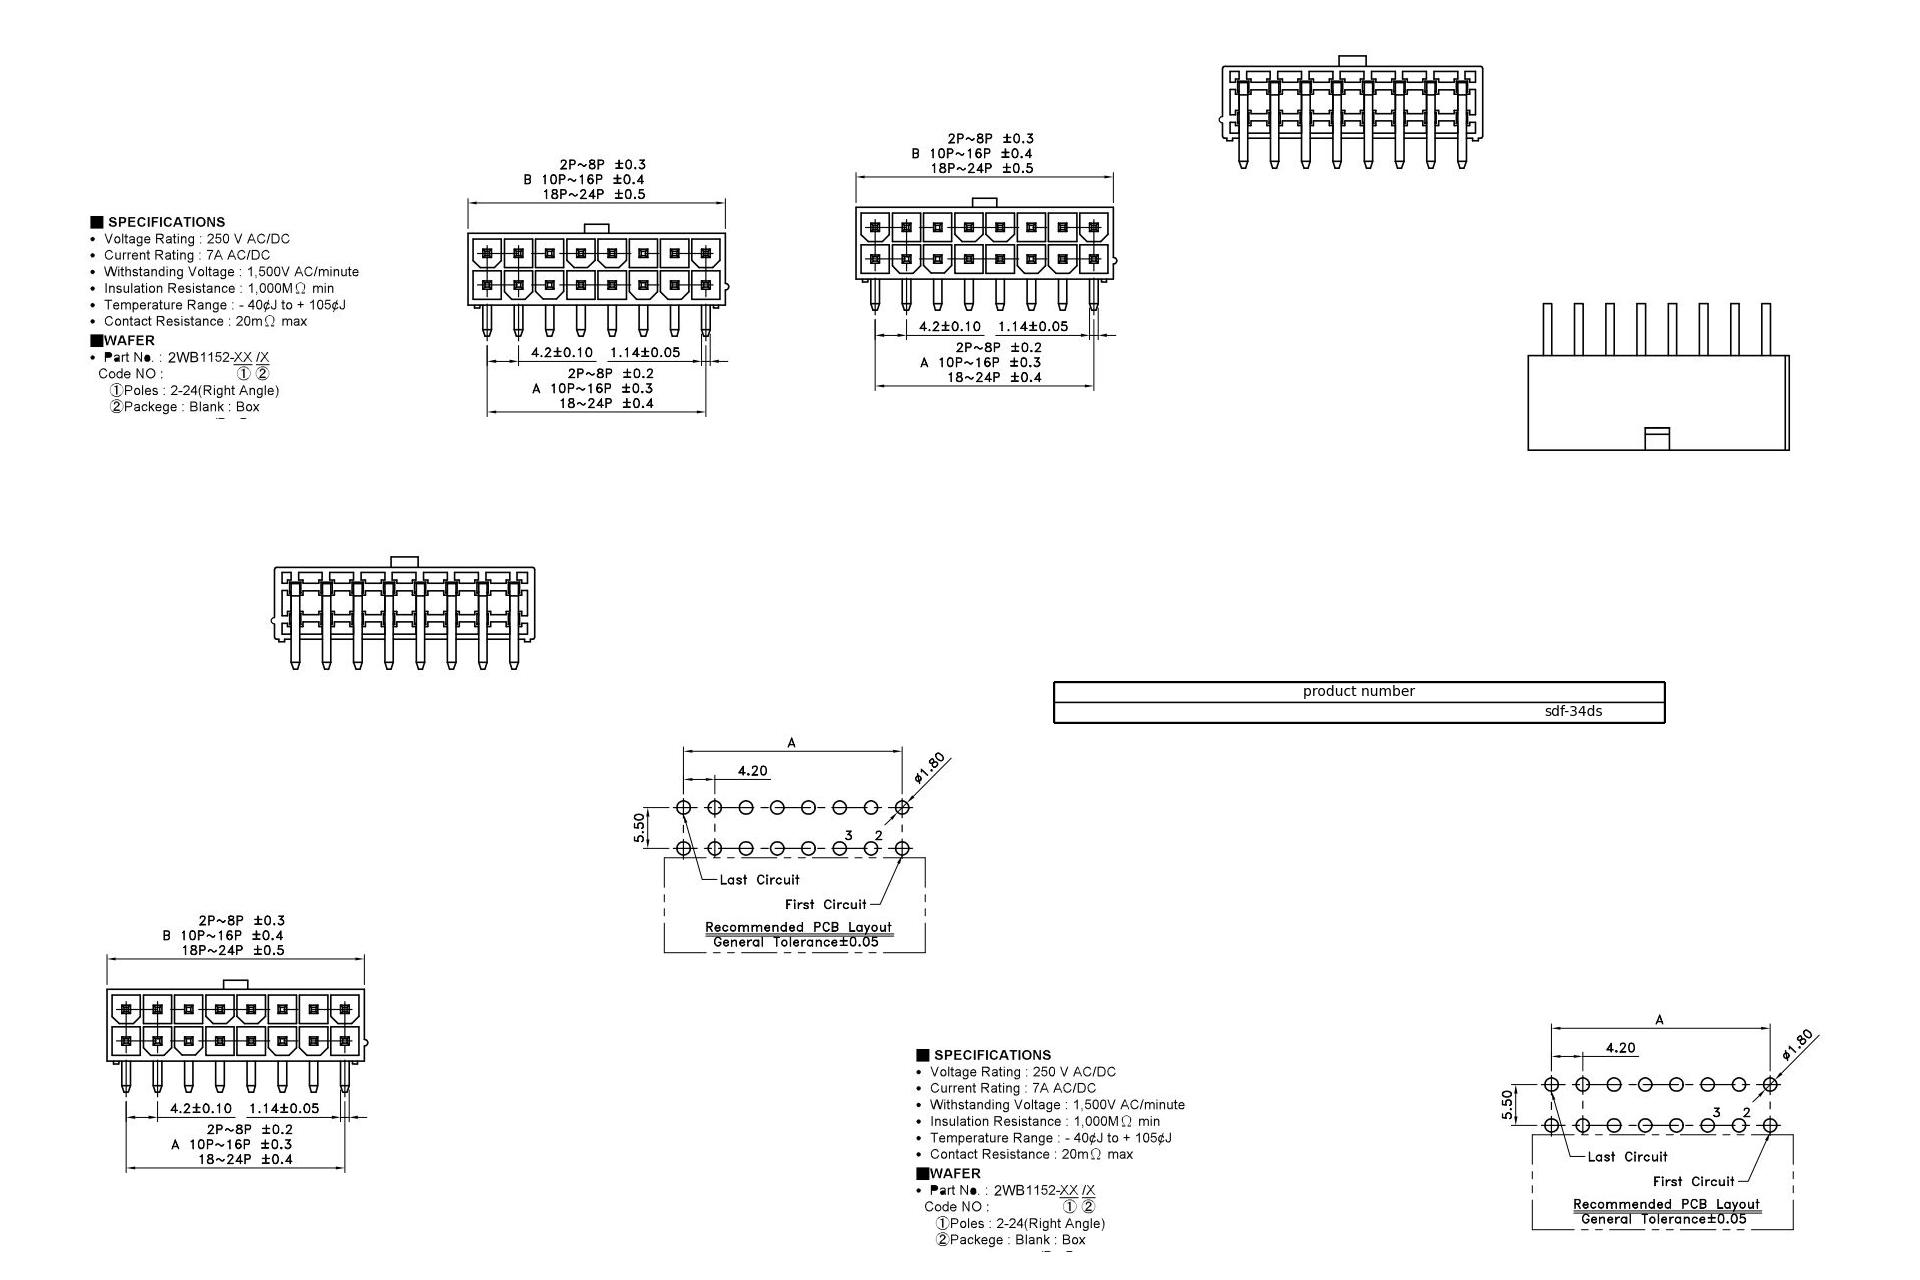 2P~8P ±0.3
B 10P~16P ±0.4
18P~24P ±0.5
4.2±0.10 1.14±0.05
2P~8P ±0.2
A 10P~16P ±0.3
18~24P ±0.4
2P~8P ±0.3
B 10P~16P ±0.4
18P~24P ±0.5
4.2±0.10 1.14±0.05
2P~8P ±0.2
A 10P~16P ±0.3
18~24P ±0.4
■ SPECIFICATIONS
• Voltage Rating : 250 V AC/DC
• Current Rating : 7A AC/DC
• Withstanding Voltage : 1,500V AC/minute
• Insulation Resistance : 1,000MΩ min
• Temperature Range : - 40¢J to + 105¢J
• Contact Resistance : 20mΩ max
■WAFER
• Part No. : 2WB1152-XX /X
Code NO : ① ②
①Poles : 2-24(Right Angle)
②Packege : Blank : Box
product number
sdf-34ds
A
4.20
ø1.80
5.50
3 2
Last Circuit
First Circuit
Recommended PCB Layout
General Tolerance±0.05
2P~8P ±0.3
B 10P~16P ±0.4
18P~24P ±0.5
4.2±0.10 1.14±0.05
2P~8P ±0.2
A 10P~16P ±0.3
18~24P ±0.4
■ SPECIFICATIONS
• Voltage Rating : 250 V AC/DC
• Current Rating : 7A AC/DC
• Withstanding Voltage : 1,500V AC/minute
• Insulation Resistance : 1,000MΩ min
• Temperature Range : - 40¢J to + 105¢J
• Contact Resistance : 20mΩ max
■WAFER
• Part No. : 2WB1152-XX /X
Code NO : ① ②
①Poles : 2-24(Right Angle)
②Packege : Blank : Box
A
4.20
ø1.80
5.50
3 2
Last Circuit
First Circuit
Recommended PCB Layout
General Tolerance±0.05